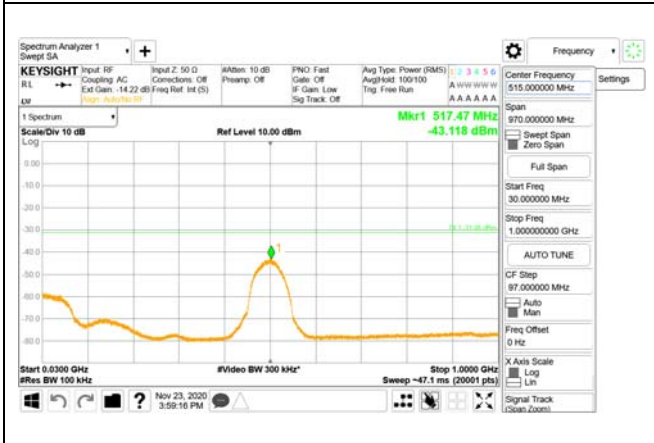 Spectrum Analyzer 1
Swept SA
+
Frequency
KEYSIGHT Input: RF Input Z: 50 Ω #Atten: 10 dB PNO: Fast Avg Type: Power (RMS) 1 2 3 4 5 6
RL Coupling: AC Corrections: Off Preamp: Off Gate: Off Avg|Hold: 100/100 A W W W W W
Ext Gain: -14.22 dB Freq Ref: Int (S) IF Gain: Low Trig: Free Run
Align: Auto/No RF Sig Track: Off A A A A A A
1 Spectrum
Mkr1 517.47 MHz
Scale/Div 10 dB Ref Level 10.00 dBm -43.118 dBm
Log
0.00
-10.0
-20.0
-30.0
-40.0
1
-50.0
-60.0
-70.0
-80.0
Start 0.0300 GHz #Video BW 300 kHz* Stop 1.0000 GHz
#Res BW 100 kHz Sweep ~47.1 ms (20001 pts)
? Nov 23, 2020
3:59:16 PM
Center Frequency
515.000000 MHz
Settings
Span
970.000000 MHz
Swept Span
Zero Span
Full Span
Start Freq
30.000000 MHz
Stop Freq
1.000000000 GHz
AUTO TUNE
CF Step
97.000000 MHz
Auto
Man
Freq Offset
0 Hz
X Axis Scale
Log
Lin
Signal Track
(Span Zoom)